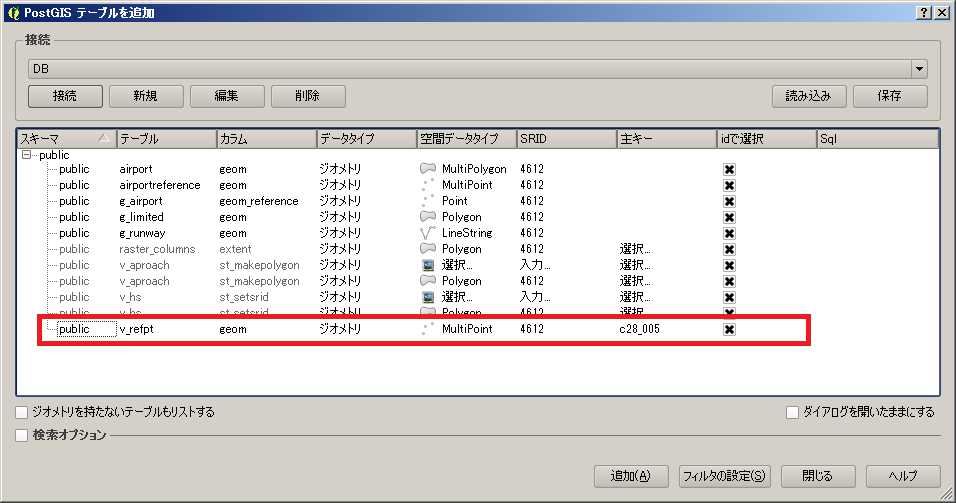 PostGIS テーブルを追加
接続
DB
接続 新規 編集 削除 読み込み 保存
スキーマ テーブル カラム データタイプ 空間データタイプ SRID 主キー idで選択 Sql
public
public airport geom ジオメトリ MultiPolygon 4612
public airportreference geom ジオメトリ MultiPoint 4612
public g_airport geom_reference ジオメトリ Point 4612
public g_limited geom ジオメトリ Polygon 4612
public g_runway geom ジオメトリ LineString 4612
public raster_columns extent ジオメトリ Polygon 4612 選択...
public v_aproach st_makepolygon ジオメトリ 選択... 入力... 選択...
public v_aproach st_makepolygon ジオメトリ Polygon 4612 選択...
public v_hs st_setsrid ジオメトリ 選択... 入力... 選択...
public v_hs st_setsrid ジオメトリ Polygon 4612 選択...
public v_refpt geom ジオメトリ MultiPoint 4612 c28_005
ジオメトリを持たないテーブルもリストする ダイアログを開いたままにする
検索オプション
追加(A) フィルタの設定(S) 閉じる ヘルプ